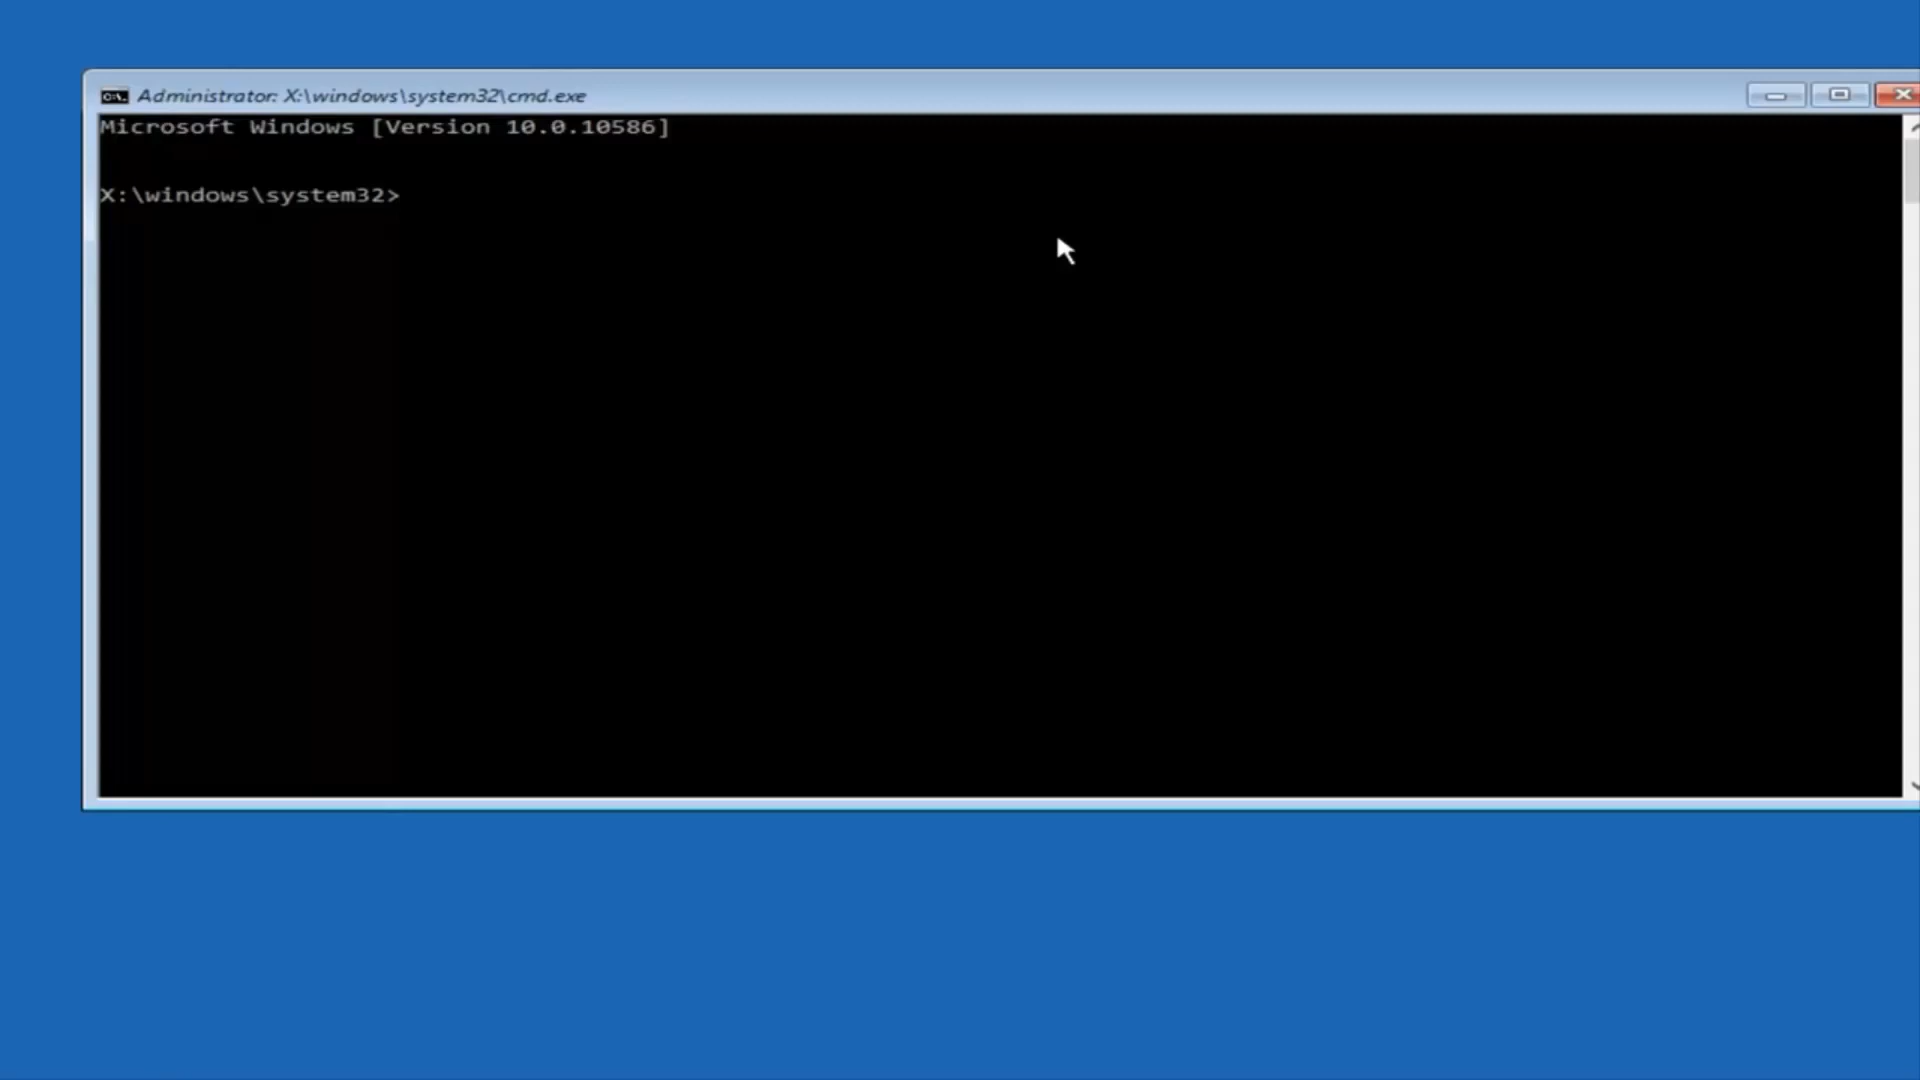 Administrator: X:\windows\system32\cmd.exe
Microsoft Windows [Version 10.0.10586]
X:\windows\system32>